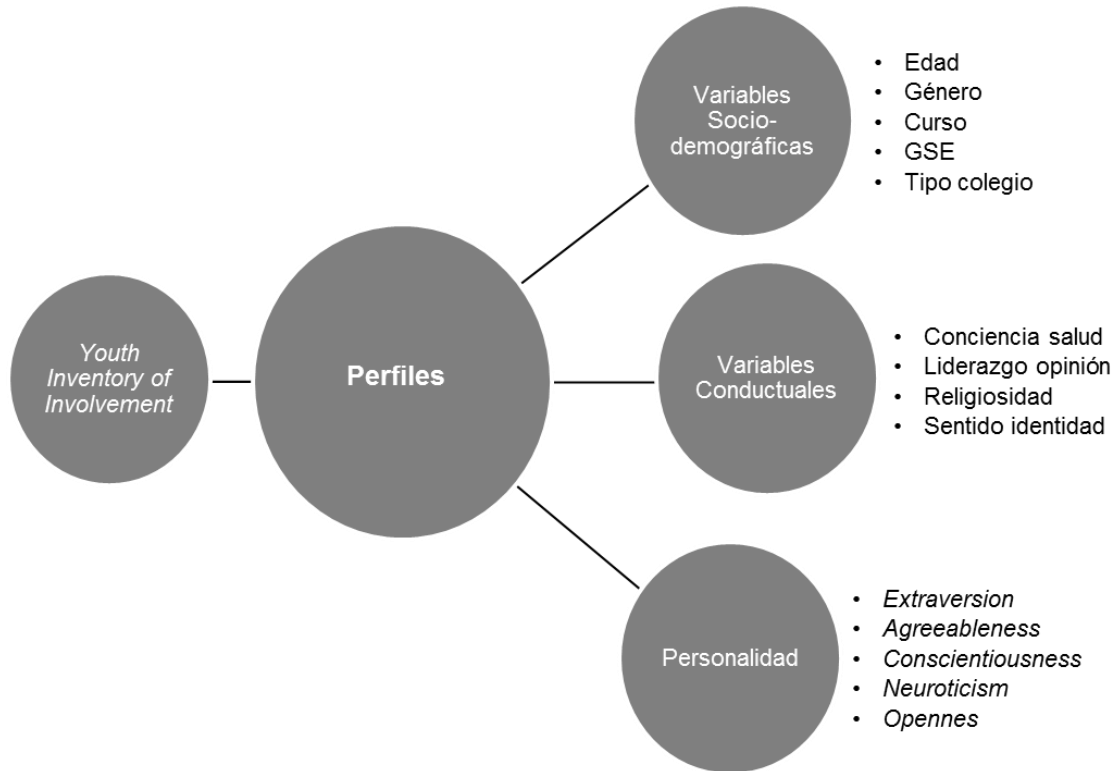 Variables
Socio-
demográficas
• Edad
• Género
• Curso
• GSE
• Tipo colegio
Youth
Inventory of
Involvement
Perfiles
Variables
Conductuales
• Conciencia salud
• Liderazgo opinión
• Religiosidad
• Sentido identidad
Personalidad
• Extraversion
• Agreeableness
• Conscientiousness
• Neuroticism
• Opennes